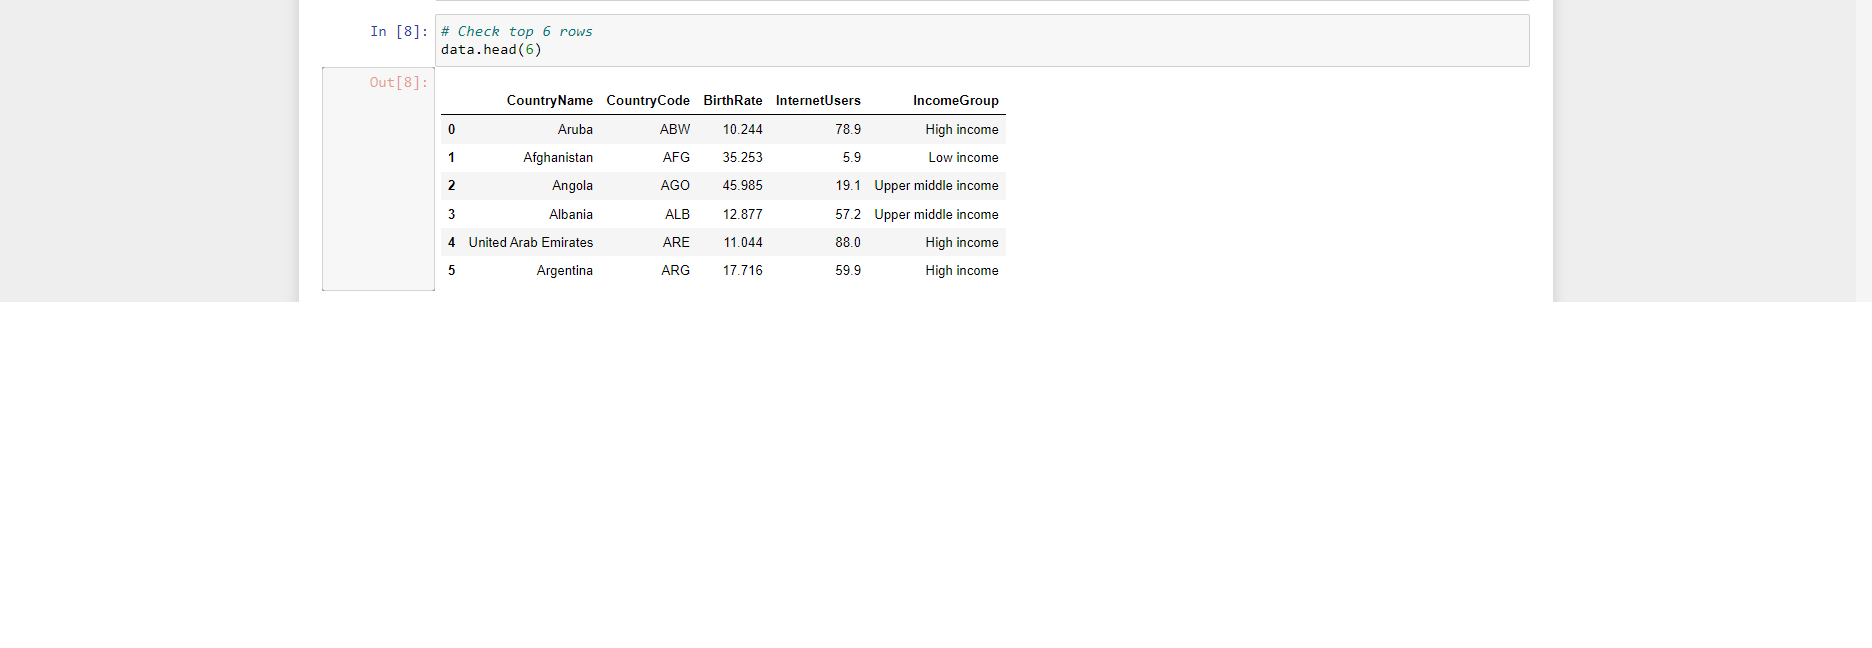 In [8]: # Check top 6 rows
data.head(6)
Out[8]:
CountryName CountryCode BirthRate InternetUsers IncomeGroup
0 Aruba ABW 10.244 78.9 High income
1 Afghanistan AFG 35.253 5.9 Low income
2 Angola AGO 45.985 19.1 Upper middle income
3 Albania ALB 12.877 57.2 Upper middle income
4 United Arab Emirates ARE 11.044 88.0 High income
5 Argentina ARG 17.716 59.9 High income